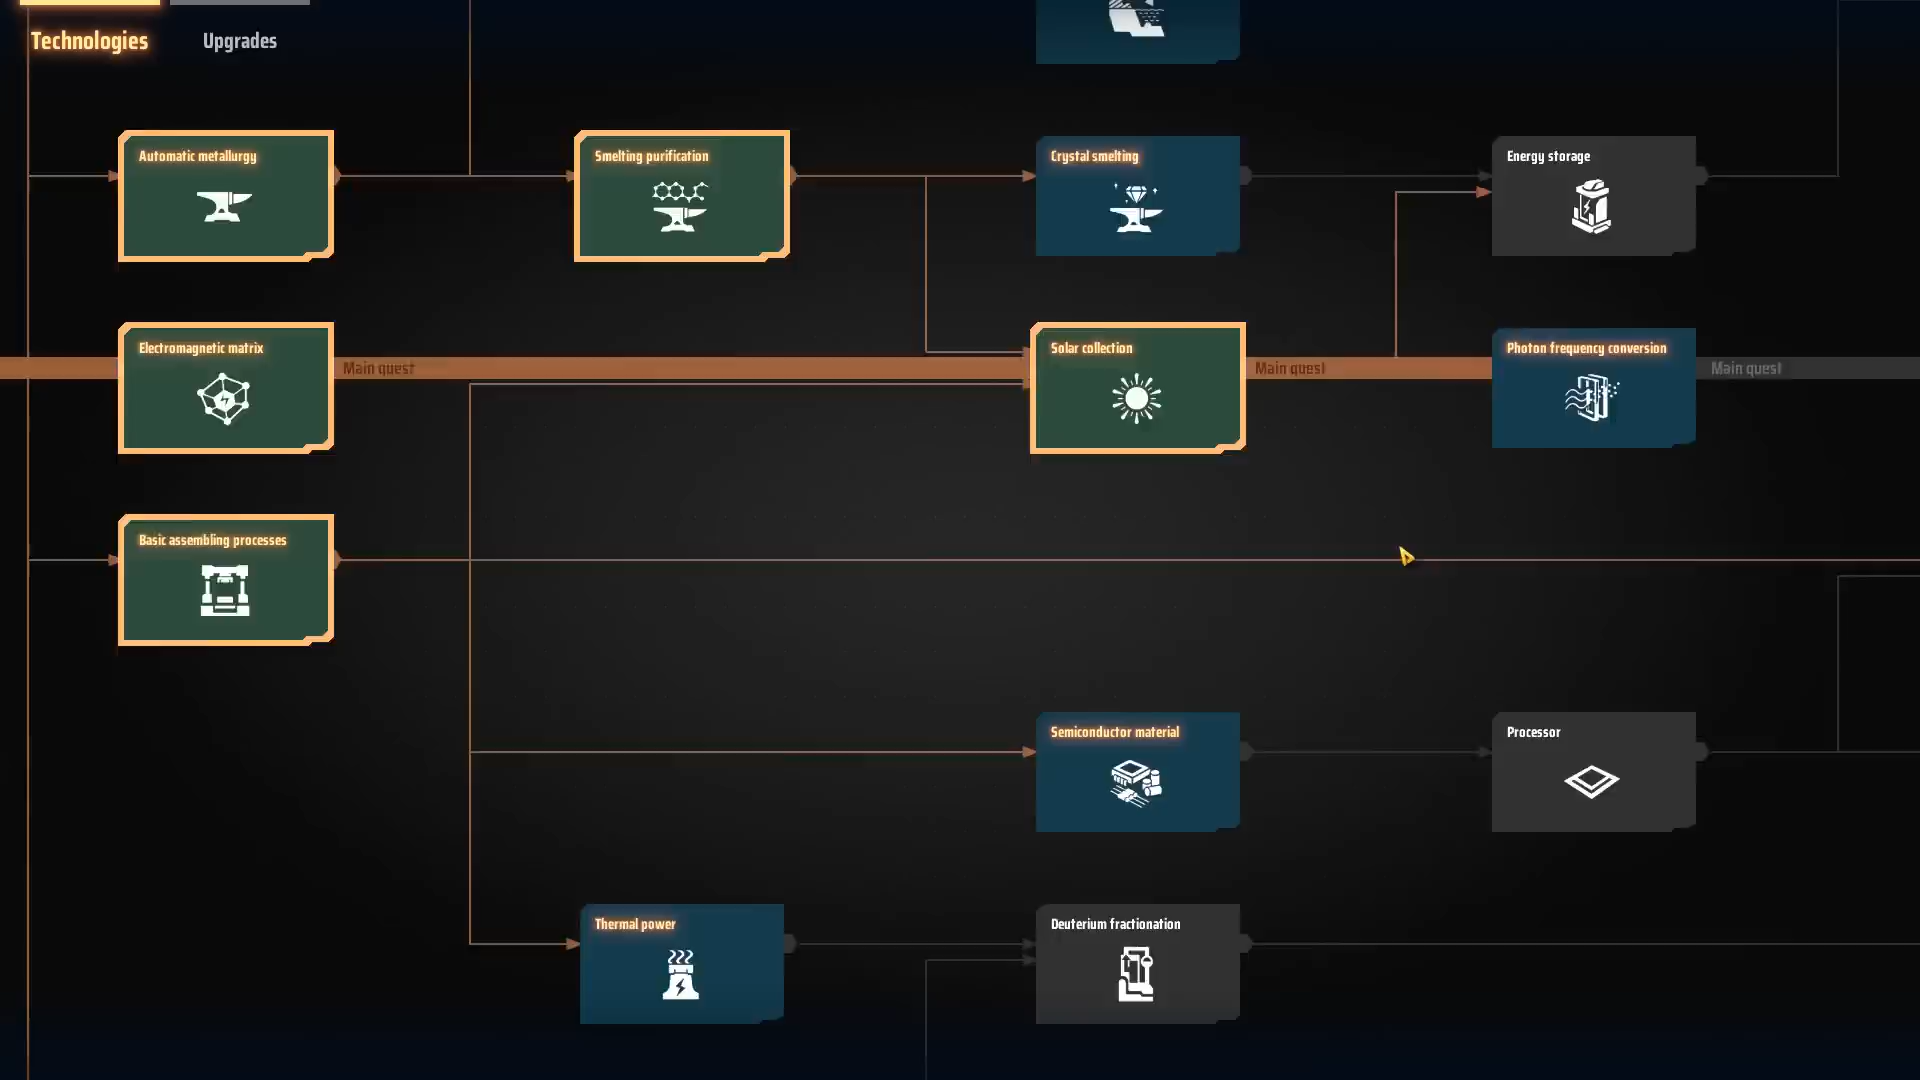 Technologies
Upgrades
Automatic metallurgy
Smelting purification
Crystal smelting
Energy storage
Electromagnetic matrix
Main quest
Solar collection
Main quest
Photon frequency conversion
Main quest
Basic assembling processes
Semiconductor material
Processor
Thermal power
Deuterium fractionation